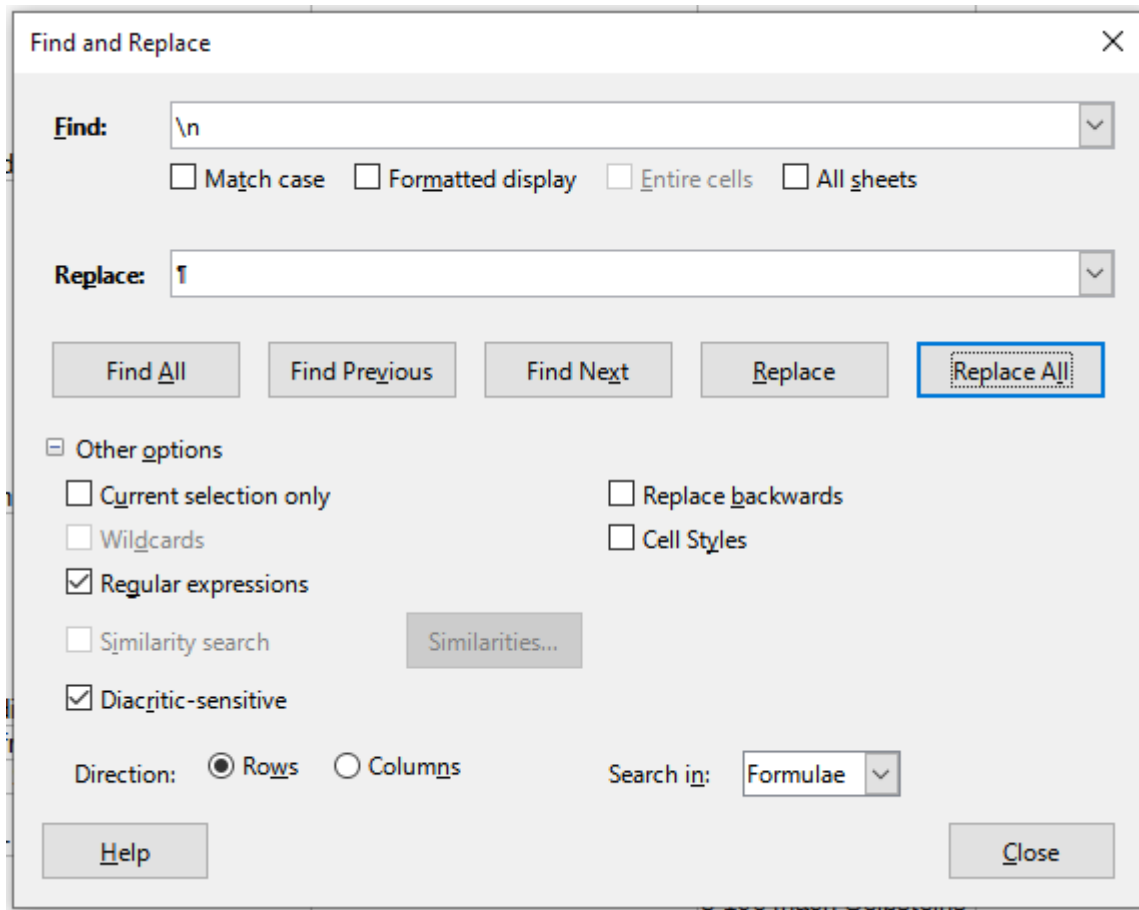 Find and Replace
Find:
\n
Match case Formatted display Entire cells All sheets
Replace:
¶
Find All Find Previous Find Next Replace Replace All
Other options
Current selection only Replace backwards
Wildcards Cell Styles
Regular expressions
Similarity search Similarities...
Diacritic-sensitive
Direction: Rows Columns Search in: Formulae
Help Close